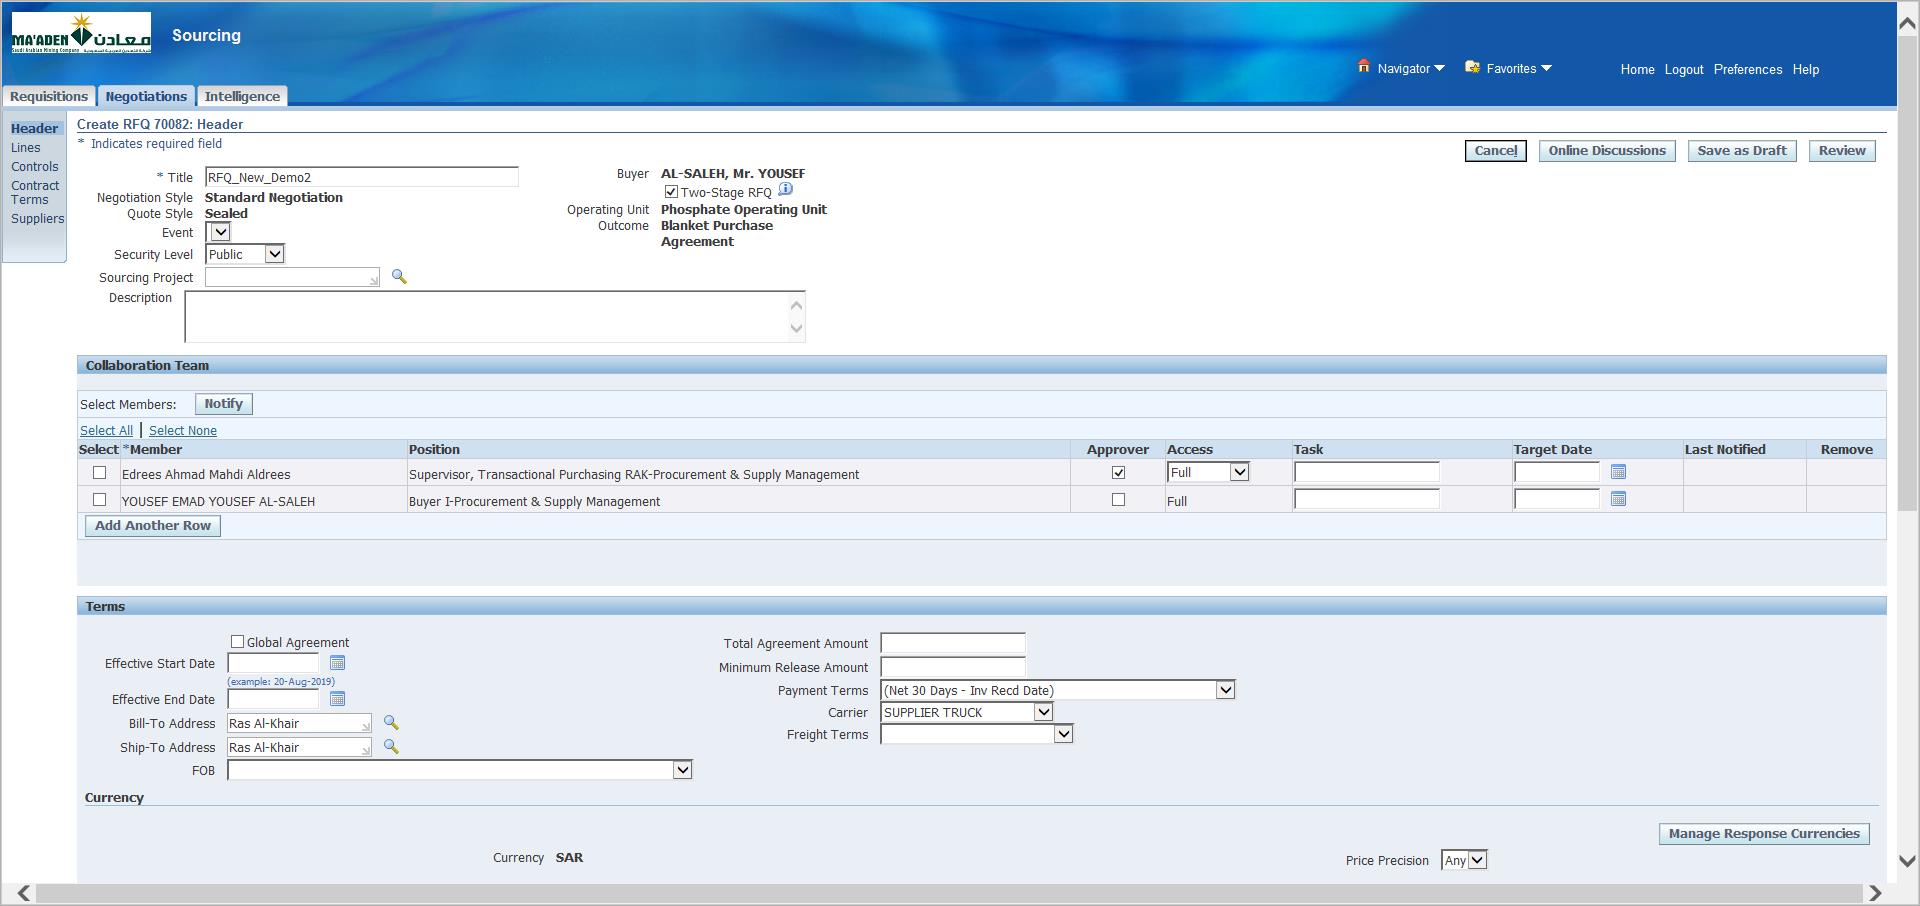 MA'ADEN معادن
Saudi Arabian Mining Company
Sourcing
Navigator
Favorites
Home Logout Preferences Help
Requisitions Negotiations Intelligence
Header
Lines
Controls
Contract
Terms
Suppliers
Create RFQ 70082: Header
* Indicates required field
Cancel Online Discussions Save as Draft Review
* Title RFQ_New_Demo2
Negotiation Style Standard Negotiation
Quote Style Sealed
Event
Security Level Public
Sourcing Project
Description
Buyer AL-SALEH, Mr. YOUSEF
Two-Stage RFQ
Operating Unit Phosphate Operating Unit
Outcome Blanket Purchase
Agreement
Collaboration Team
Select Members: Notify
Select All | Select None
Select *Member Position Approver Access Task Target Date Last Notified Remove
Edrees Ahmad Mahdi Aldrees Supervisor, Transactional Purchasing RAK-Procurement & Supply Management Full
YOUSEF EMAD YOUSEF AL-SALEH Buyer I-Procurement & Supply Management Full
Add Another Row
Terms
Global Agreement
Effective Start Date
(example: 20-Aug-2019)
Effective End Date
Bill-To Address Ras Al-Khair
Ship-To Address Ras Al-Khair
FOB
Total Agreement Amount
Minimum Release Amount
Payment Terms (Net 30 Days - Inv Recd Date)
Carrier SUPPLIER TRUCK
Freight Terms
Currency
Manage Response Currencies
Currency SAR
Price Precision Any